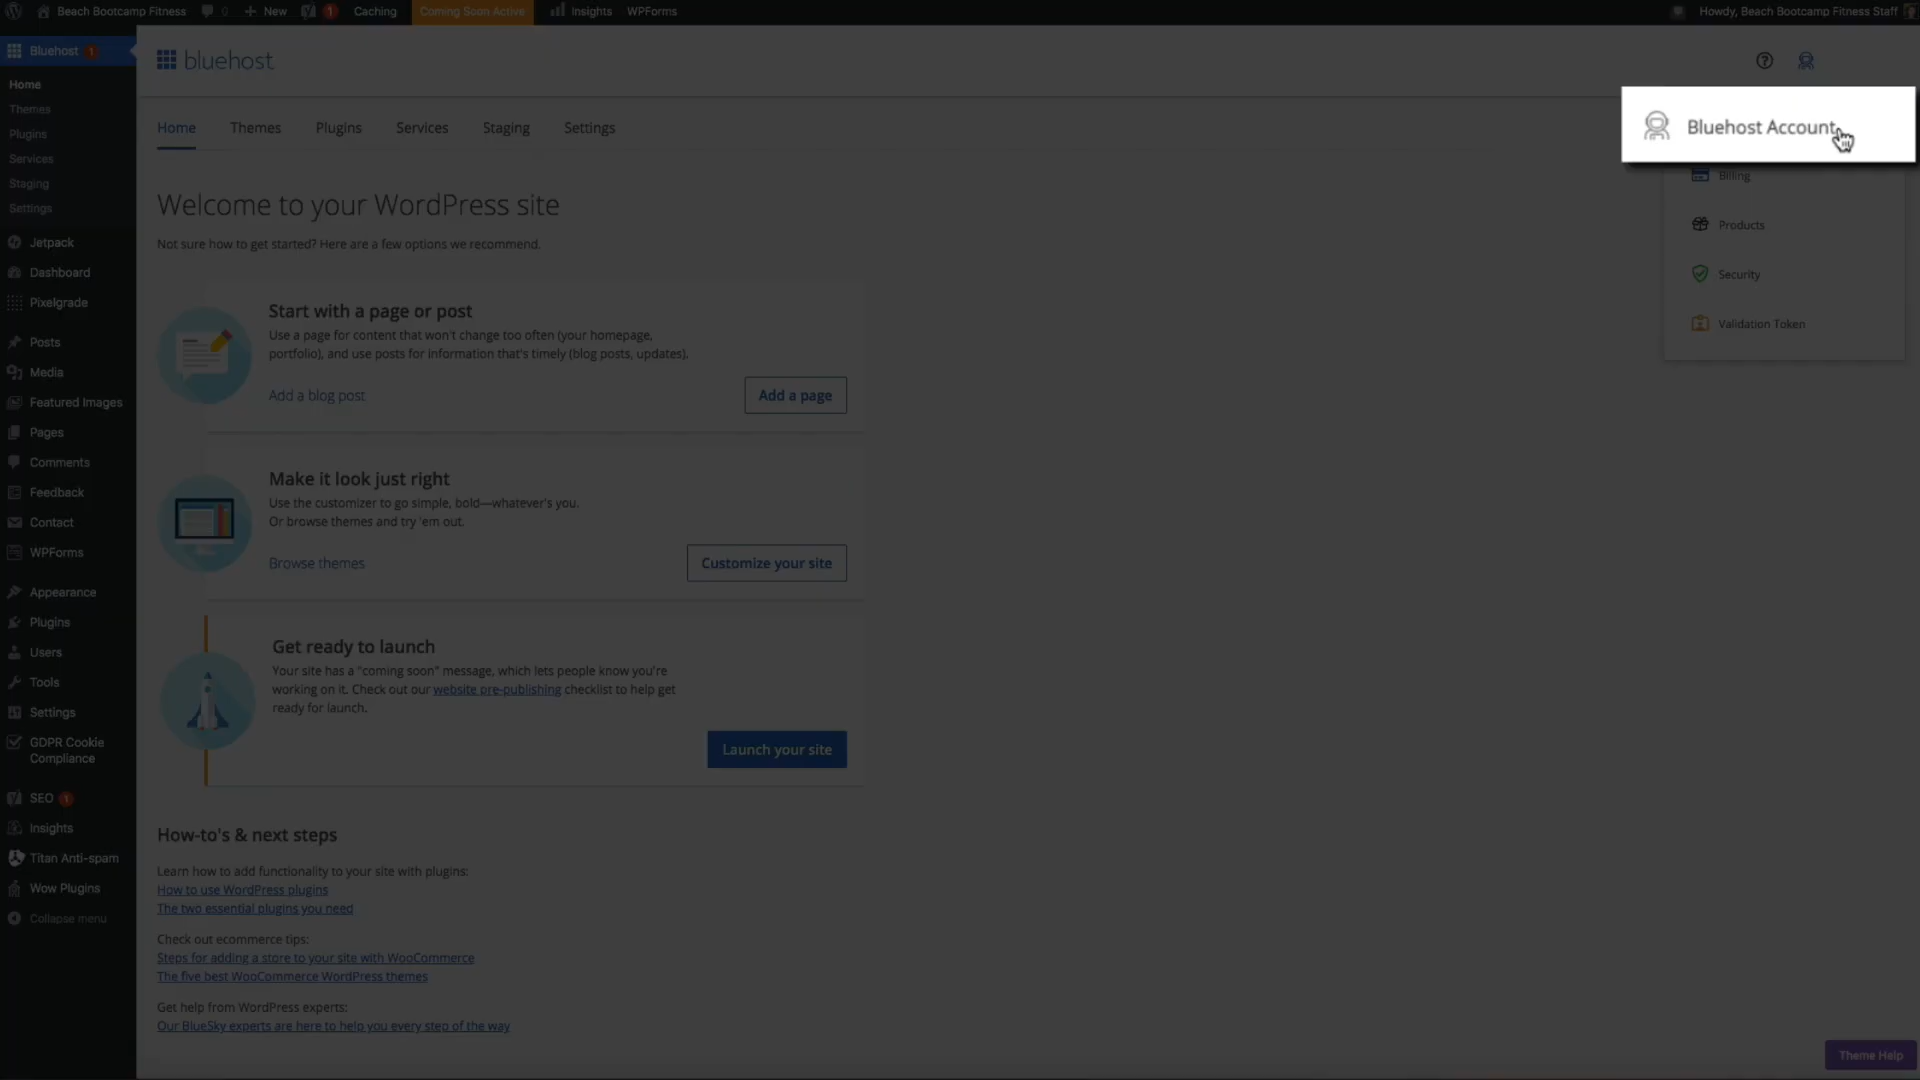 Beach Bootcamp Fitness 0 New 1 Caching Coming Soon Active Insights WPForms Howdy, Beach Bootcamp Fitness Staff
Bluehost 1
Home
Themes
Plugins
Services
Staging
Settings
Jetpack
Dashboard
Pixelgrade
Posts
Media
Featured Images
Pages
Comments
Feedback
Contact
WPForms
Appearance
Plugins
Users
Tools
Settings
GDPR Cookie
Compliance
SEO 1
Insights
Titan Anti-spam
Wow Plugins
Collapse menu
bluehost
Bluehost Account
Billing
Products
Security
Validation Token
Home Themes Plugins Services Staging Settings
Welcome to your WordPress site
Not sure how to get started? Here are a few options we recommend.
Start with a page or post
Use a page for content that won't change too often (your homepage,
portfolio), and use posts for information that's timely (blog posts, updates).
Add a blog post Add a page
Make it look just right
Use the customizer to go simple, bold—whatever's you.
Or browse themes and try 'em out.
Browse themes Customize your site
Get ready to launch
Your site has a "coming soon" message, which lets people know you're
working on it. Check out our website pre-publishing checklist to help get
ready for launch.
Launch your site
How-to's & next steps
Learn how to add functionality to your site with plugins:
How to use WordPress plugins
The two essential plugins you need
Check out ecommerce tips:
Steps for adding a store to your site with WooCommerce
The five best WooCommerce WordPress themes
Get help from WordPress experts:
Our BlueSky experts are here to help you every step of the way
Theme Help